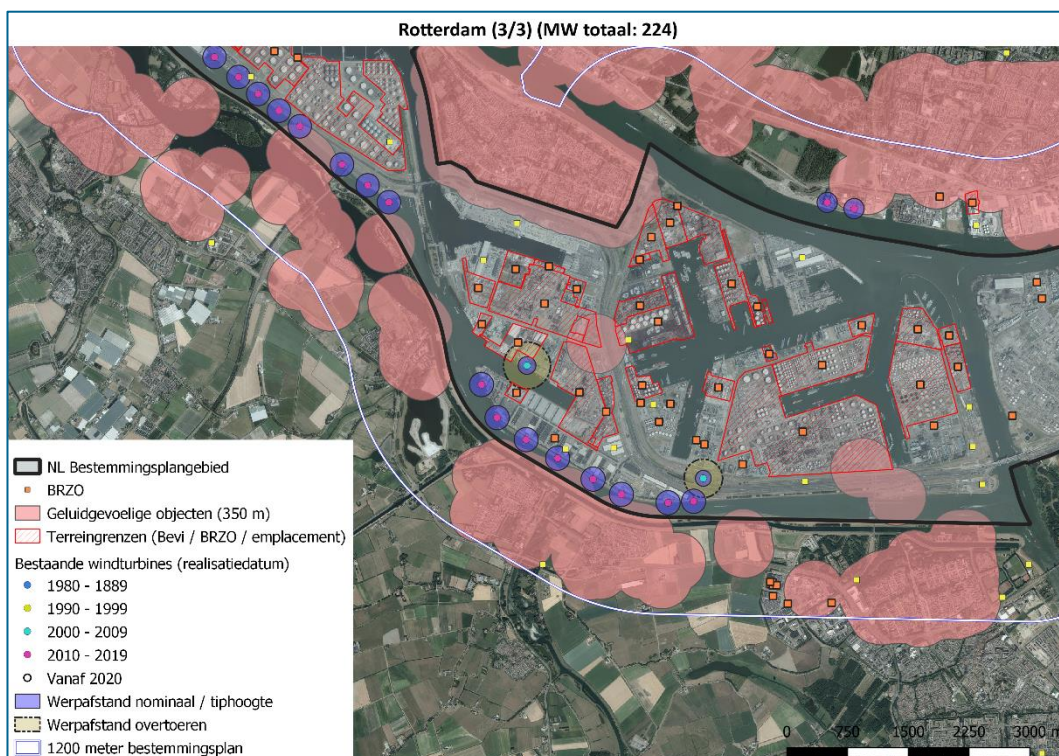 Rotterdam (3/3) (MW totaal: 224)
NL Bestemmingsplangebied
BRZO
Geluidgevoelige objecten (350 m)
Terreingrenzen (Bevi / BRZO / emplacement)
Bestaande windturbines (realisatiedatum)
1980 - 1889
1990 - 1999
2000 - 2009
2010 - 2019
Vanaf 2020
Werpafstand nominaal / tiphoogte
Werpafstand overtoeren
1200 meter bestemmingsplan
0 750 1500 2250 3000 m